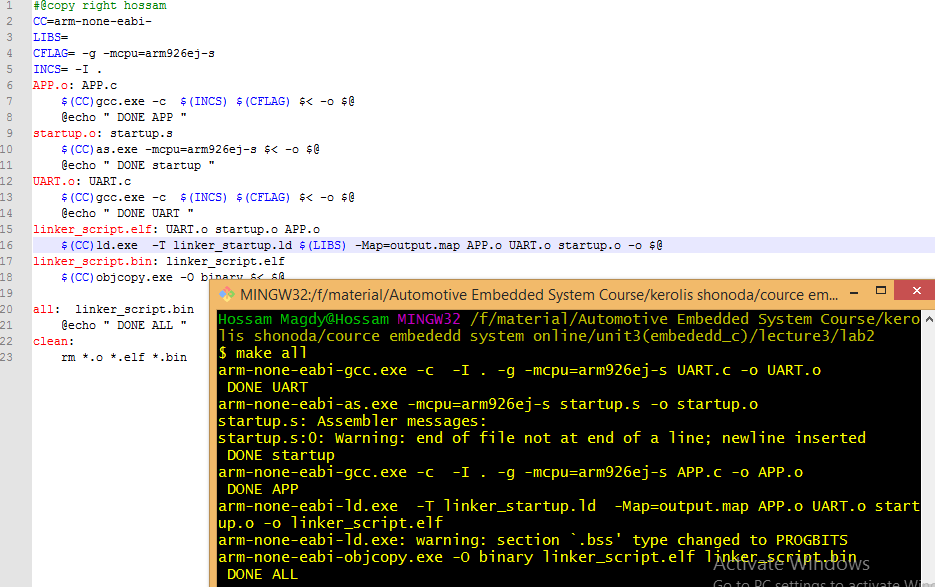 1 #@copy right hossam
2 CC=arm-none-eabi-
3 LIBS=
4 CFLAG= -g -mcpu=arm926ej-s
5 INCS= -I .
6 APP.o: APP.c
7 $(CC)gcc.exe -c  $(INCS) $(CFLAG) $< -o $@
8 @echo " DONE APP "
9 startup.o: startup.s
10 $(CC)as.exe -mcpu=arm926ej-s $< -o $@
11 @echo " DONE startup "
12 UART.o: UART.c
13 $(CC)gcc.exe -c  $(INCS) $(CFLAG) $< -o $@
14 @echo " DONE UART "
15 linker_script.elf: UART.o startup.o APP.o
16 $(CC)ld.exe  -T linker_startup.ld $(LIBS) -Map=output.map APP.o UART.o startup.o -o $@
17 linker_script.bin: linker_script.elf
18 $(CC)objcopy.exe -O binary $< $@
19
20 all:  linker_script.bin
21 @echo " DONE ALL "
22 clean:
23 rm *.o *.elf *.bin
MINGW32:/f/material/Automotive Embedded System Course/kerolis shonoda/cource em...
Hossam Magdy@Hossam MINGW32 /f/material/Automotive Embedded System Course/kero
lis shonoda/cource embededd system online/unit3(embededd_c)/lecture3/lab2
$ make all
arm-none-eabi-gcc.exe -c  -I . -g -mcpu=arm926ej-s UART.c -o UART.o
 DONE UART
arm-none-eabi-as.exe -mcpu=arm926ej-s startup.s -o startup.o
startup.s: Assembler messages:
startup.s:0: Warning: end of file not at end of a line; newline inserted
 DONE startup
arm-none-eabi-gcc.exe -c  -I . -g -mcpu=arm926ej-s APP.c -o APP.o
 DONE APP
arm-none-eabi-ld.exe  -T linker_startup.ld  -Map=output.map APP.o UART.o start
up.o -o linker_script.elf
arm-none-eabi-ld.exe: warning: section `.bss' type changed to PROGBITS
arm-none-eabi-objcopy.exe -O binary linker_script.elf linker_script.bin
 DONE ALL
Activate Windows
Go to PC settings to activate Win